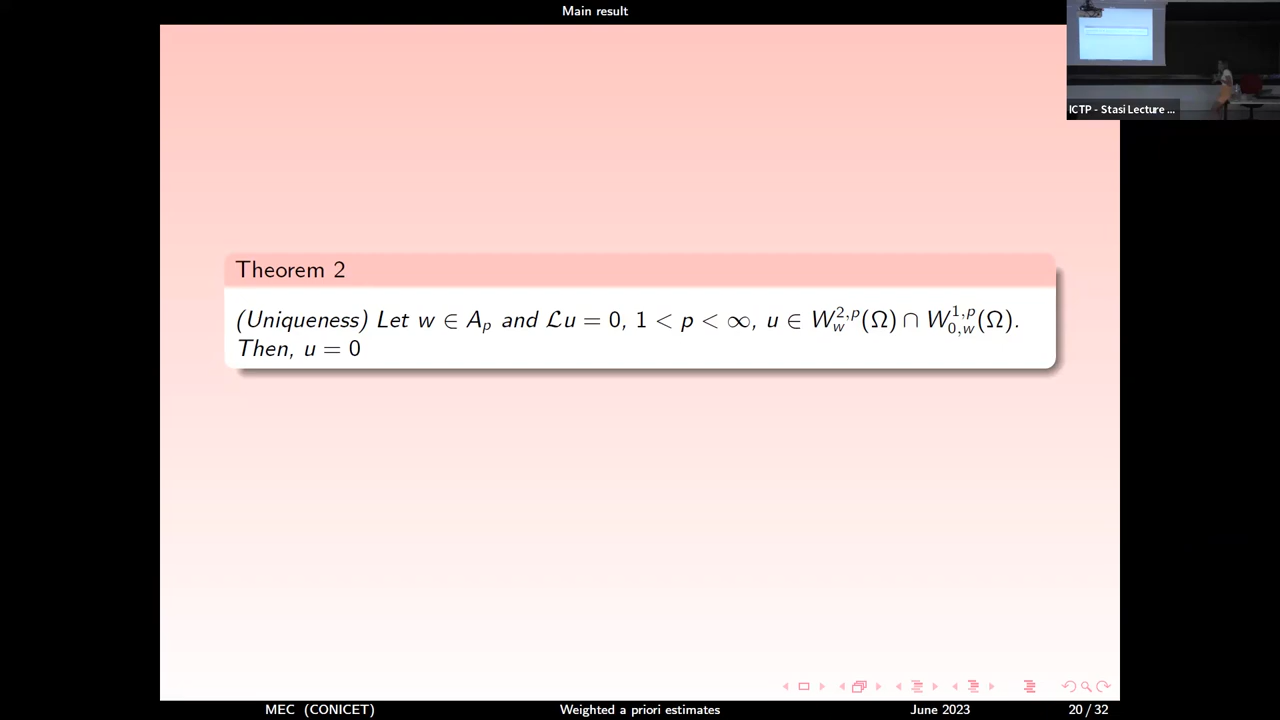 Main result
ICTP - Stasi Lecture ...
Theorem 2
(Uniqueness) Let w ∈ A_p and ℒu = 0, 1 < p < ∞, u ∈ W_w^{2,p}(Ω) ∩ W_{0,w}^{1,p}(Ω).
Then, u = 0
MEC (CONICET) Weighted a priori estimates June 2023 20 / 32